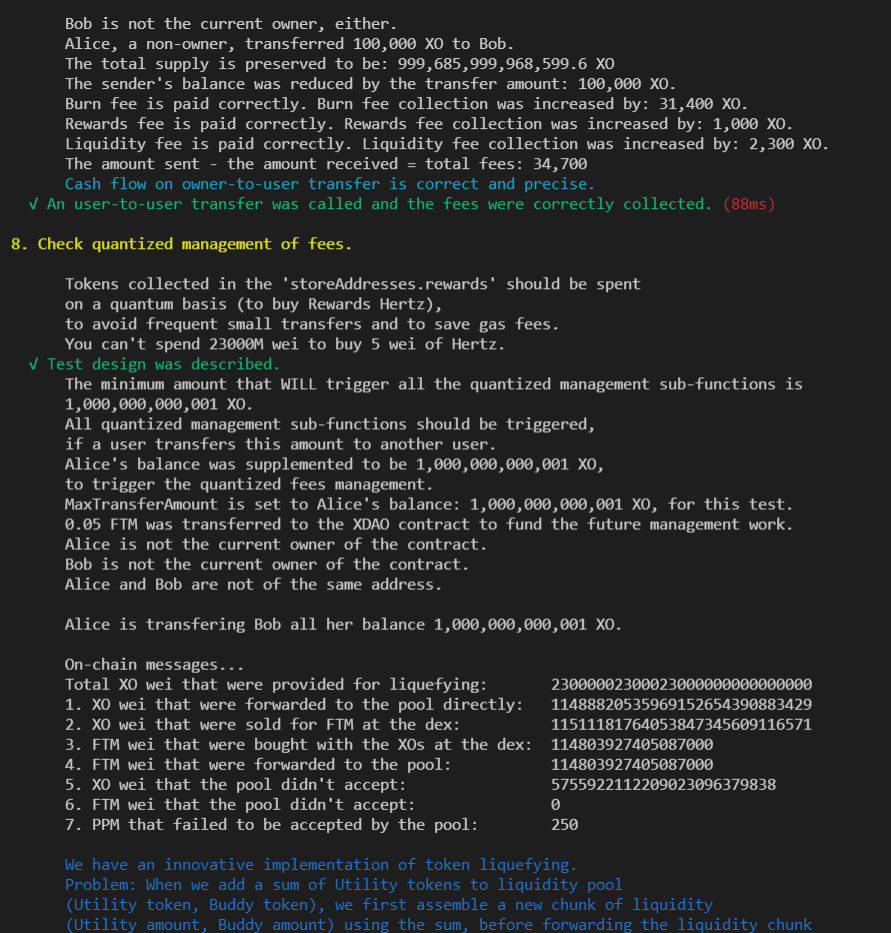 Bob is not the current owner, either.
Alice, a non-owner, transferred 100,000 XO to Bob.
The total supply is preserved to be: 999,685,999,968,599.6 XO
The sender's balance was reduced by the transfer amount: 100,000 XO.
Burn fee is paid correctly. Burn fee collection was increased by: 31,400 XO.
Rewards fee is paid correctly. Rewards fee collection was increased by: 1,000 XO.
Liquidity fee is paid correctly. Liquidity fee collection was increased by: 2,300 XO.
The amount sent - the amount received = total fees: 34,700
Cash flow on owner-to-user transfer is correct and precise.
√ An user-to-user transfer was called and the fees were correctly collected. (88ms)
8. Check quantized management of fees.
Tokens collected in the 'storeAddresses.rewards' should be spent
on a quantum basis (to buy Rewards Hertz),
to avoid frequent small transfers and to save gas fees.
You can't spend 23000M wei to buy 5 wei of Hertz.
√ Test design was described.
The minimum amount that WILL trigger all the quantized management sub-functions is
1,000,000,000,001 XO.
All quantized management sub-functions should be triggered,
if a user transfers this amount to another user.
Alice's balance was supplemented to be 1,000,000,000,001 XO,
to trigger the quantized fees management.
MaxTransferAmount is set to Alice's balance: 1,000,000,000,001 XO, for this test.
0.05 FTM was transferred to the XDAO contract to fund the future management work.
Alice is not the current owner of the contract.
Bob is not the current owner of the contract.
Alice and Bob are not of the same address.
Alice is transfering Bob all her balance 1,000,000,000,001 XO.
On-chain messages...
Total XO wei that were provided for liquefying: 23000002300023000000000000000
1. XO wei that were forwarded to the pool directly: 11488820535969152654390883429
2. XO wei that were sold for FTM at the dex: 11511181764053847345609116571
3. FTM wei that were bought with the XOs at the dex: 114803927405087000
4. FTM wei that were forwarded to the pool: 114803927405087000
5. XO wei that the pool didn't accept: 5755922112209023096379838
6. FTM wei that the pool didn't accept: 0
7. PPM that failed to be accepted by the pool: 250
We have an innovative implementation of token liquefying.
Problem: When we add a sum of Utility tokens to liquidity pool
(Utility token, Buddy token), we first assemble a new chunk of liquidity
(Utility amount, Buddy amount) using the sum, before forwarding the liquidity chunk